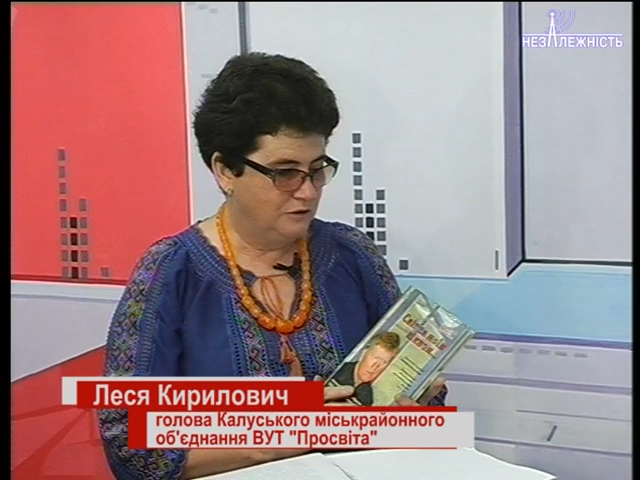 НЕЗАЛЕЖНІСТЬ
Леся Кирилович
голова Калуського міськрайонного
об'єднання ВУТ "Просвіта"